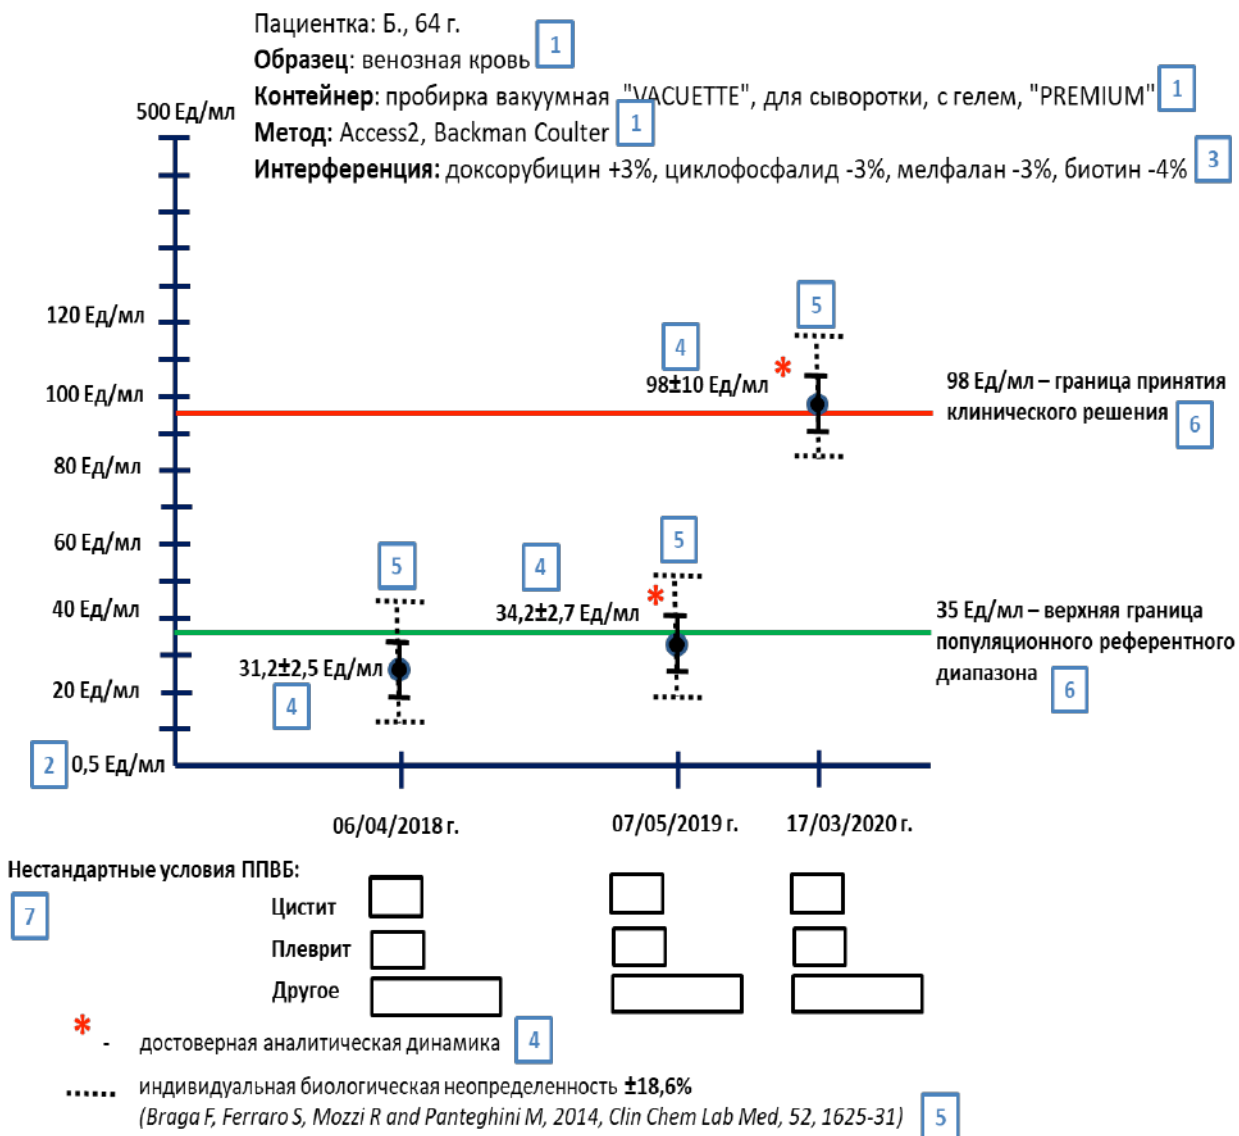 Пациентка: Б., 64 г.
Образец: венозная кровь 1
Контейнер: пробирка вакуумная "VACUETTE", для сыворотки, с гелем, "PREMIUM" 1
500 Ед/мл
Метод: Access2, Backman Coulter 1
Интерференция: доксорубицин +3%, циклофосфалид -3%, мелфалан -3%, биотин -4% 3
120 Ед/мл
5
4
98±10 Ед/мл *
98 Ед/мл – граница принятия
клинического решения 6
100 Ед/мл
80 Ед/мл
60 Ед/мл
5
4
5
34,2±2,7 Ед/мл *
40 Ед/мл
35 Ед/мл – верхняя граница
популяционного референтного
диапазона 6
31,2±2,5 Ед/мл
4
20 Ед/мл
2 0,5 Ед/мл
06/04/2018 г. 07/05/2019 г. 17/03/2020 г.
Нестандартные условия ППВБ:
7
Цистит
Плеврит
Другое
* - достоверная аналитическая динамика 4
...... индивидуальная биологическая неопределенность ±18,6%
(Braga F, Ferraro S, Mozzi R and Panteghini M, 2014, Clin Chem Lab Med, 52, 1625-31) 5